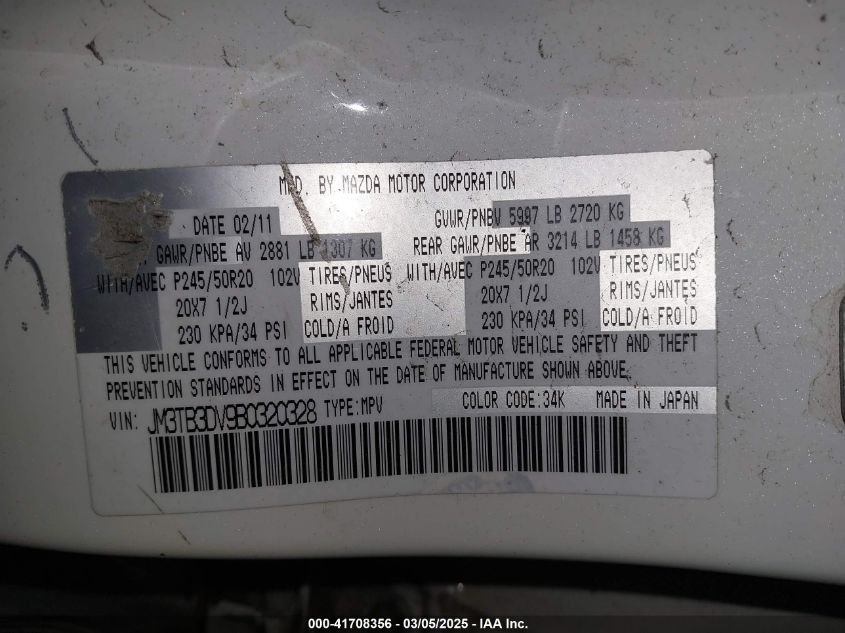 MFD. BY MAZDA MOTOR CORPORATION
DATE 02/11 GVWR/PNBV 5997 LB 2720 KG
GAWR/PNBE AV 2881 LB 1307 KG REAR GAWR/PNBE AR 3214 LB 1458 KG
WITH/AVEC P245/50R20 102V TIRES/PNEUS WITH/AVEC P245/50R20 102V TIRES/PNEUS
20X7 1/2J RIMS/JANTES 20X7 1/2J RIMS/JANTES
230 KPA/34 PSI COLD/A FROID 230 KPA/34 PSI COLD/A FROID
THIS VEHICLE CONFORMS TO ALL APPLICABLE FEDERAL MOTOR VEHICLE SAFETY AND THEFT
PREVENTION STANDARDS IN EFFECT ON THE DATE OF MANUFACTURE SHOWN ABOVE.
VIN: JM3TB3DV9B0320328 TYPE:MPV COLOR CODE:34K MADE IN JAPAN
000-41708356 — 03/05/2025 — IAA Inc.